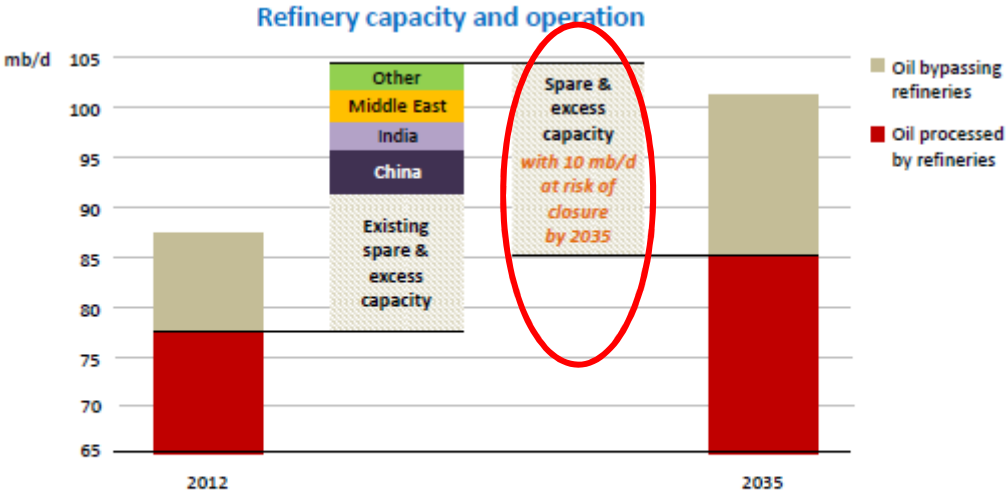 Refinery capacity and operation
mb/d
105
100
95
90
85
80
75
70
65
Other
Middle East
India
China
Existing
spare &
excess
capacity
Spare &
excess
capacity
with 10 mb/d
at risk of
closure
by 2035
Oil bypassing
refineries
Oil processed
by refineries
2012
2035